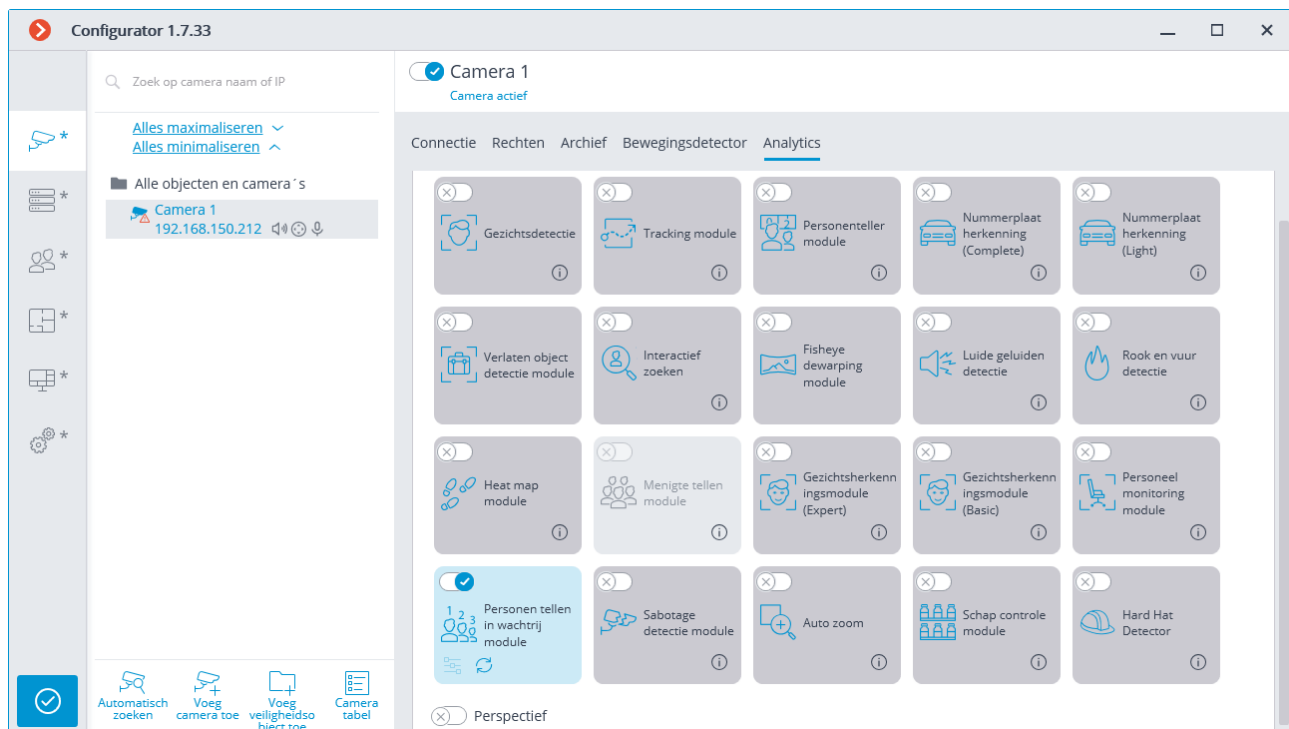 Configurator 1.7.33
Zoek op camera naam of IP
Alles maximaliseren
Alles minimaliseren
Alle objecten en camera´s
Camera 1
192.168.150.212
Automatisch
zoeken
Voeg
camera toe
Voeg
veiligheidso
bject toe
Camera
tabel
Camera 1
Camera actief
Connectie Rechten Archief Bewegingsdetector Analytics
Gezichtsdetectie
Tracking module
Personenteller
module
Nummerplaat
herkenning
(Complete)
Nummerplaat
herkenning
(Light)
Verlaten object
detectie module
Interactief
zoeken
Fisheye
dewarping
module
Luide geluiden
detectie
Rook en vuur
detectie
Heat map
module
Menigte tellen
module
Gezichtsherkenn
ingsmodule
(Expert)
Gezichtsherkenn
ingsmodule
(Basic)
Personeel
monitoring
module
Personen tellen
in wachtrij
module
Sabotage
detectie module
Auto zoom
Schap controle
module
Hard Hat
Detector
Perspectief